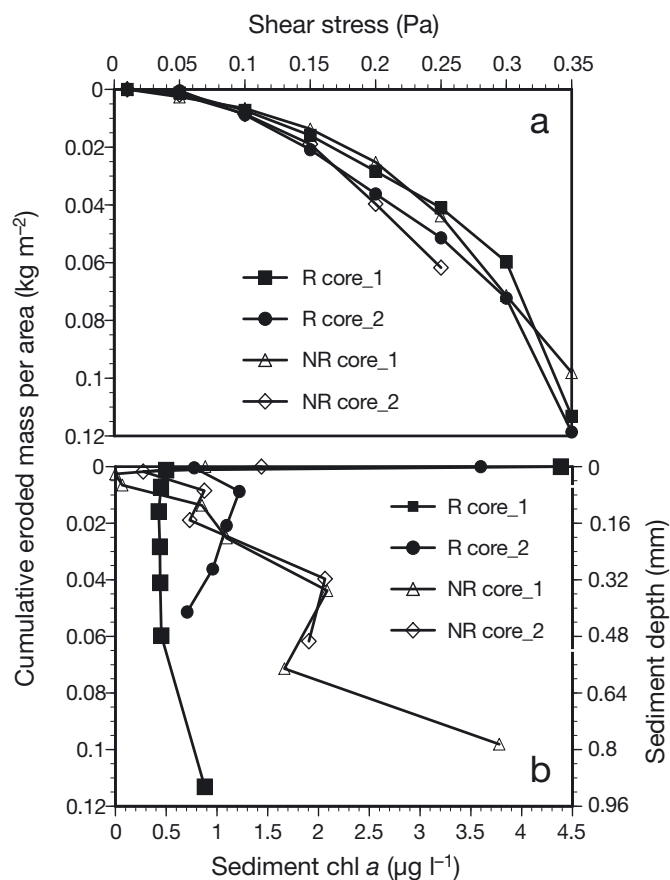 Shear stress (Pa)
0 0.05 0.1 0.15 0.2 0.25 0.3 0.35
Cumulative eroded mass per area (kg m⁻²)
0
0.02
0.04
0.06
0.08
0.1
0.12
a
R core_1
R core_2
NR core_1
NR core_2
0
0.02
0.04
0.06
0.08
0.1
0.12
R core_1
R core_2
NR core_1
NR core_2
b
0
0.16
0.32
0.48
0.64
0.8
0.96
Sediment depth (mm)
0 0.5 1 1.5 2 2.5 3 3.5 4 4.5
Sediment chl a (µg l⁻¹)